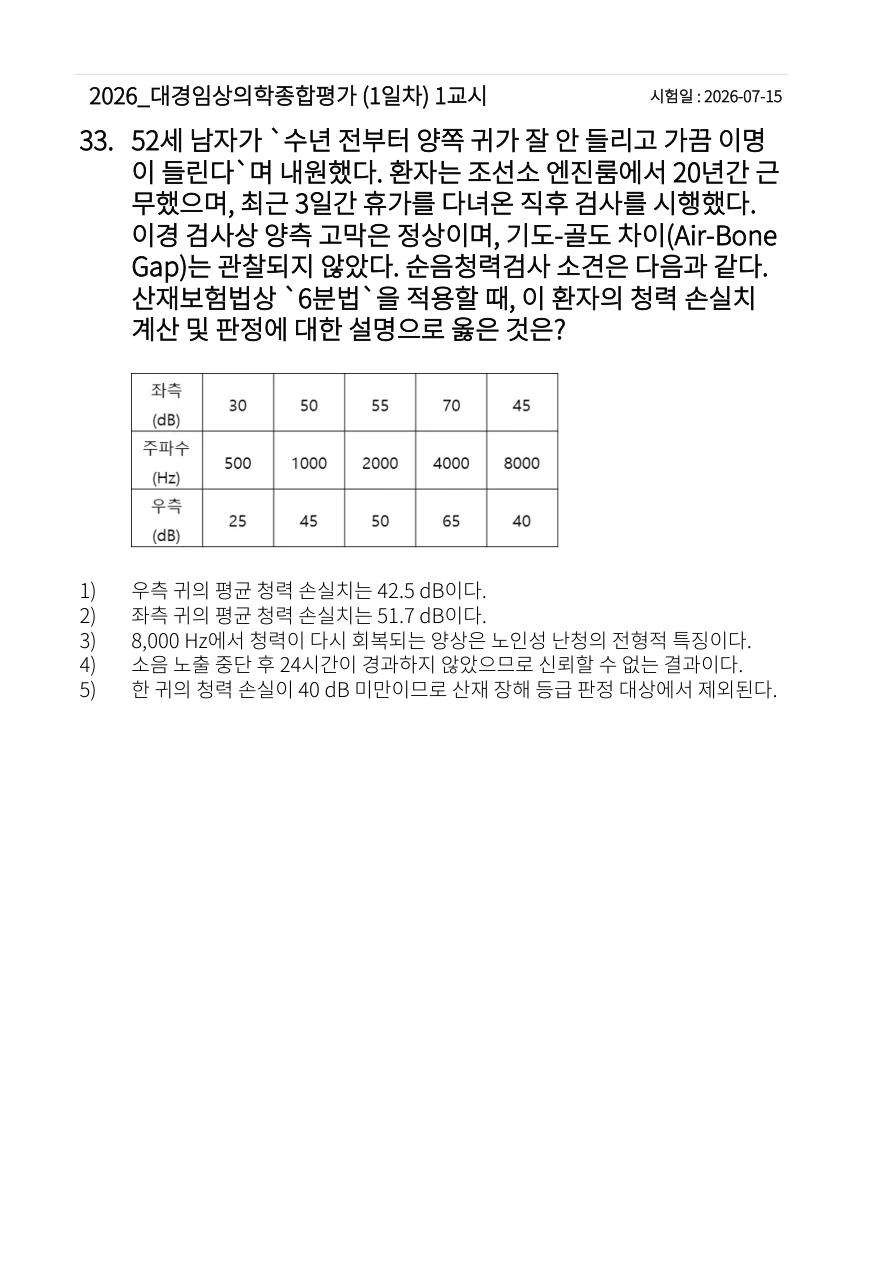 2026_대경임상의학종합평가 (1일차) 1교시
시험일 : 2026-07-15
33. 52세 남자가 `수년 전부터 양쪽 귀가 잘 안 들리고 가끔 이명
이 들린다`며 내원했다. 환자는 조선소 엔진룸에서 20년간 근
무했으며, 최근 3일간 휴가를 다녀온 직후 검사를 시행했다.
이경 검사상 양측 고막은 정상이며, 기도-골도 차이(Air-Bone
Gap)는 관찰되지 않았다. 순음청력검사 소견은 다음과 같다.
산재보험법상 `6분법`을 적용할 때, 이 환자의 청력 손실치
계산 및 판정에 대한 설명으로 옳은 것은?
좌측
(dB) 30 50 55 70 45
주파수
(Hz) 500 1000 2000 4000 8000
우측
(dB) 25 45 50 65 40
1) 우측 귀의 평균 청력 손실치는 42.5 dB이다.
2) 좌측 귀의 평균 청력 손실치는 51.7 dB이다.
3) 8,000 Hz에서 청력이 다시 회복되는 양상은 노인성 난청의 전형적 특징이다.
4) 소음 노출 중단 후 24시간이 경과하지 않았으므로 신뢰할 수 없는 결과이다.
5) 한 귀의 청력 손실이 40 dB 미만이므로 산재 장해 등급 판정 대상에서 제외된다.